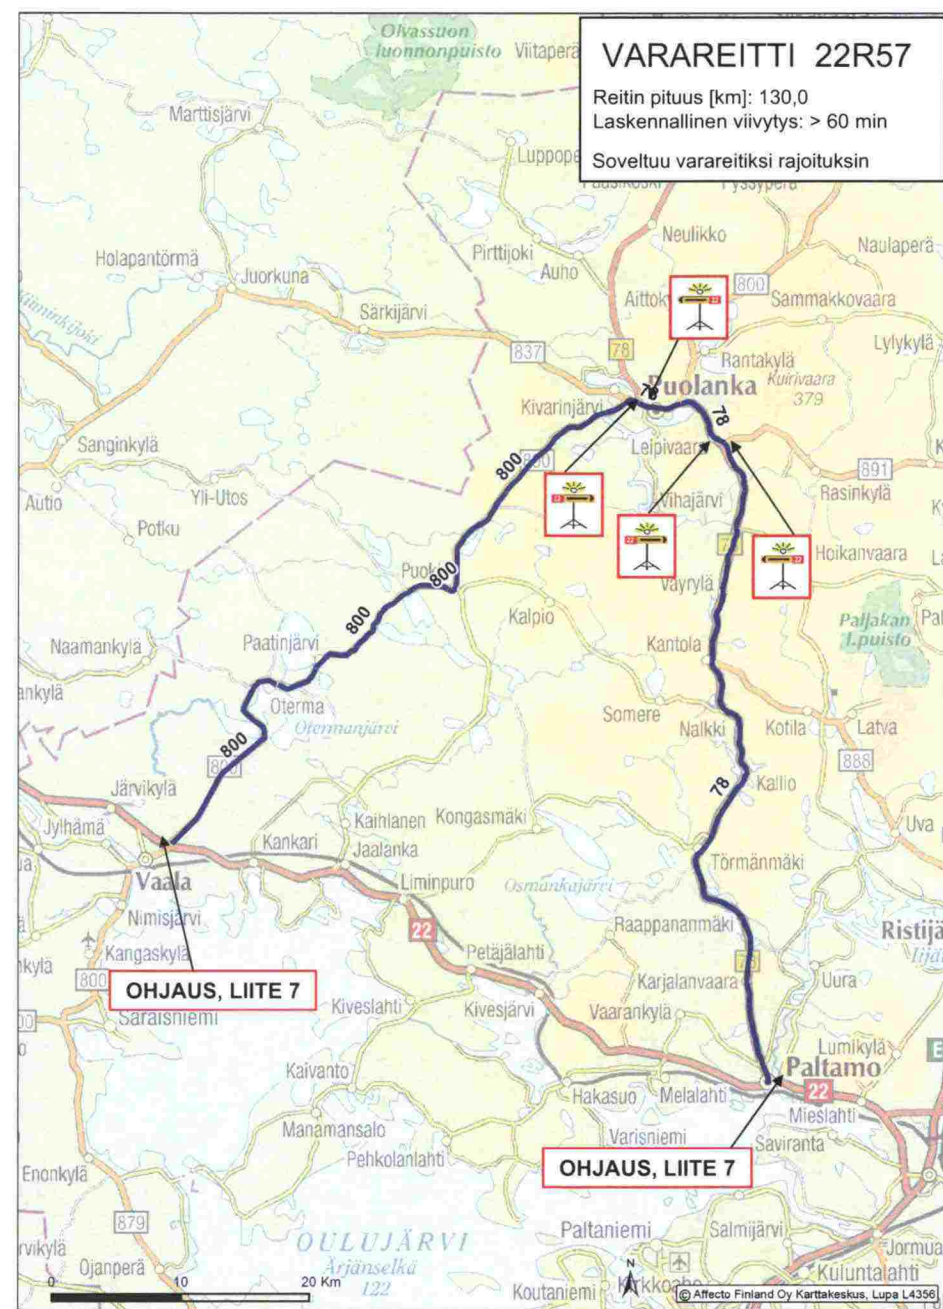 VARAREITTI 22R57
Reitin pituus [km]: 130,0
Laskennallinen viivytys: > 60 min
Soveltuu varareitiksi rajoituksin
Olvassuon
luonnonpuisto
Viitaperä
Marttisjärvi
Neulikko
Pirttijoki
Auho
Naulaperä
Holapantörmä
Juorkuna
800
Sammakkovaara
Särkijärvi
837
78
Rantakylä
Lylykylä
Puolanka
Kuirivaara
379
78
Kivarinjärvi
78
Sanginkylä
Leipivaara
800
891
Autio
Yli-Utos
Rasinkylä
Vihajärvi
22
22
22
22
Potku
Hoikanvaara
800
Väyrylä
Kalpio
800
Paljakan
l.puisto
Naamankylä
Paatinjärvi
Kantola
ankylä
Oterma
Somere
Nalkki
Kotila
Latva
Otermanjärvi
800
888
78
Kallio
Järvikylä
Uva
Jylhämä
Kaihlanen
Kongasmäki
Kankari
Jaalanka
Törmänmäki
Vaala
Liminpuro
Osmankajärvi
Nimisjärvi
Raappananmäki
Ristijä
22
Kangaskylä
Petäjälahti
Uura
800
OHJAUS, LIITE 7
Kiveslahti
Kivesjärvi
Karjalanvaara
Saraisniemi
Vaarankylä
Lumikylä
E
Kaivanto
Paltamo
22
Hakasuo
Melalahti
Mieslahti
Manamansalo
Varisniemi
Saviranta
Pehkolanlahti
OHJAUS, LIITE 7
Enonkylä
879
Paltaniemi
Salmijärvi
OULUJÄRVI
Ärjänselkä
122
Jormua
Ojanperä
Kuluntalahti
Koutaniemi
0 10 20 Km
N
© Affecto Finland Oy Karttakeskus, Lupa L4356